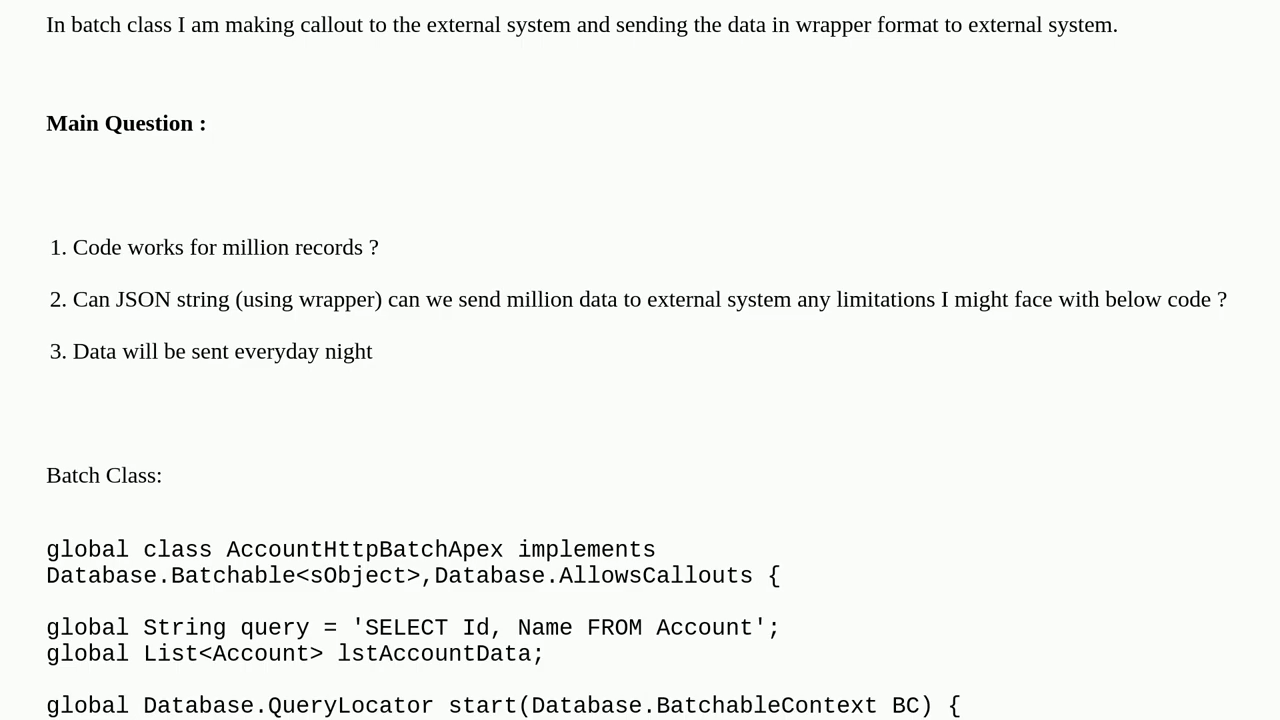 In batch class I am making callout to the external system and sending the data in wrapper format to external system.
Main Question :
1. Code works for million records ?
2. Can JSON string (using wrapper) can we send million data to external system any limitations I might face with below code ?
3. Data will be sent everyday night
Batch Class:
global class AccountHttpBatchApex implements
Database.Batchable<sObject>,Database.AllowsCallouts {
global String query = 'SELECT Id, Name FROM Account';
global List<Account> lstAccountData;
global Database.QueryLocator start(Database.BatchableContext BC) {